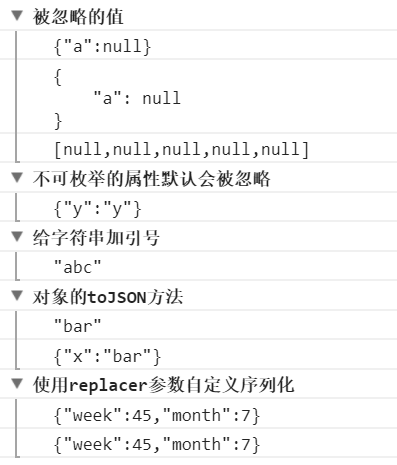 被忽略的值
{"a":null}
{
    "a": null
}
[null,null,null,null,null]
不可枚举的属性默认会被忽略
{"y":"y"}
给字符串加引号
"abc"
对象的toJSON方法
"bar"
{"x":"bar"}
使用replacer参数自定义序列化
{"week":45,"month":7}
{"week":45,"month":7}